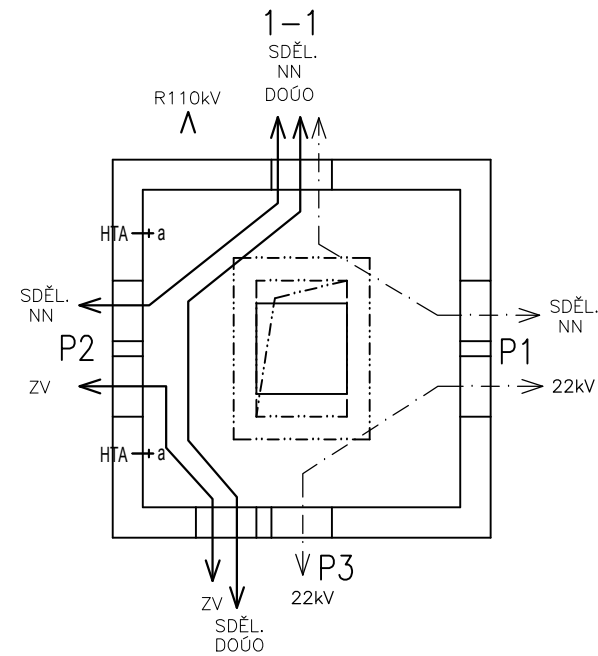 1-1
SDĚL.
NN
DOÚO
R110kV
HTA a
SDĚL.
NN
SDĚL.
NN
P2
P1
ZV
22kV
HTA a
P3
ZV
22kV
SDĚL.
DOÚO